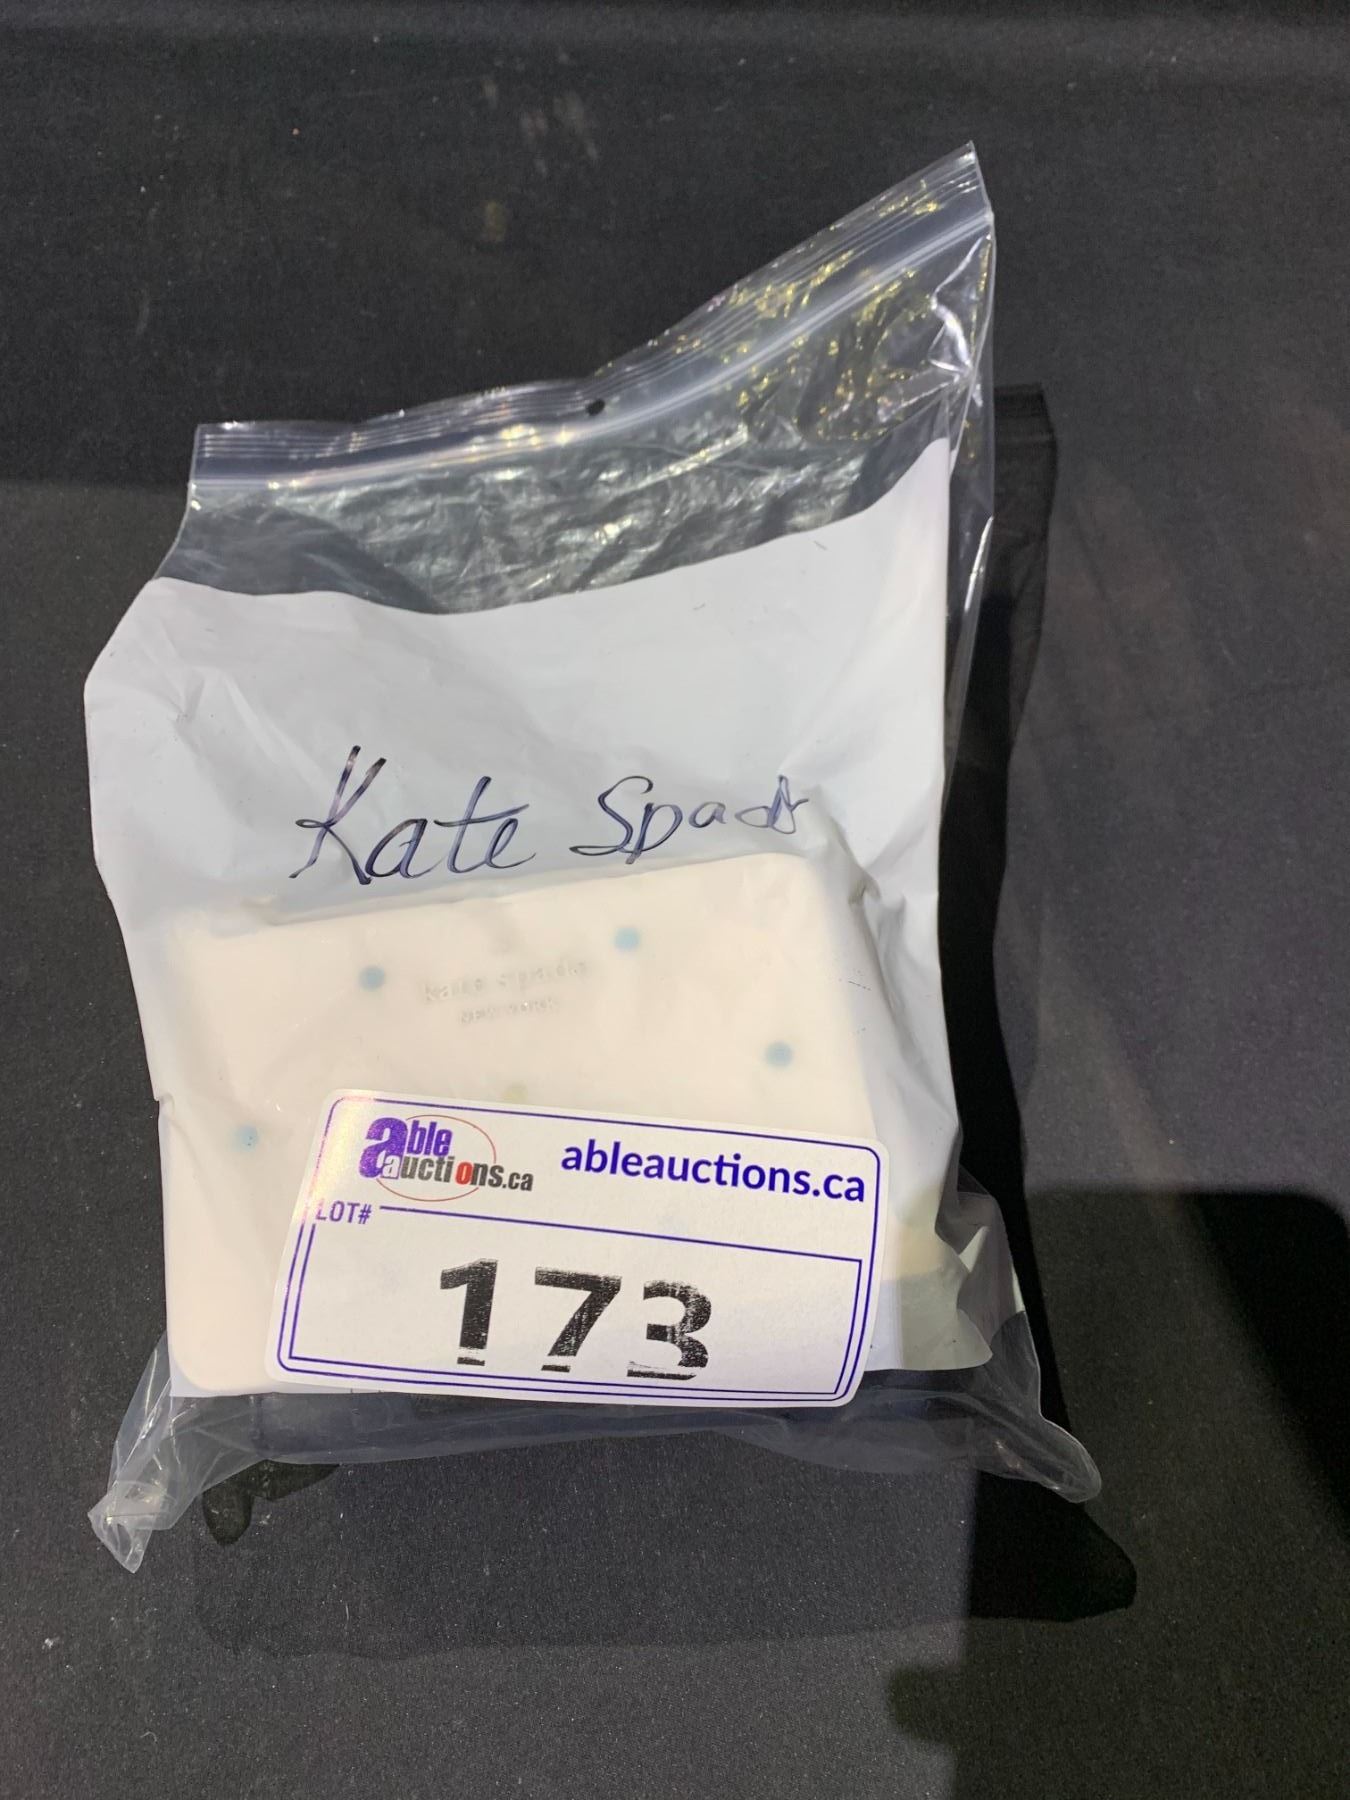 Kate Spade
kate spade
NEW YORK
able auctions.ca
ableauctions.ca
LOT#
173